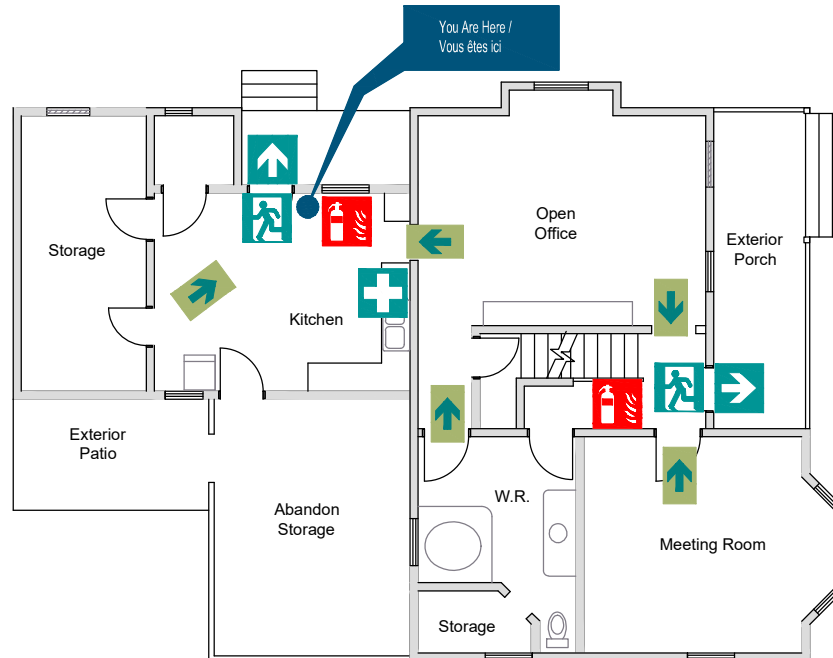 You Are Here /
Vous êtes ici
Open
Office
Storage
Exterior
Porch
Kitchen
Exterior
Patio
W.R.
Abandon
Storage
Meeting Room
Storage